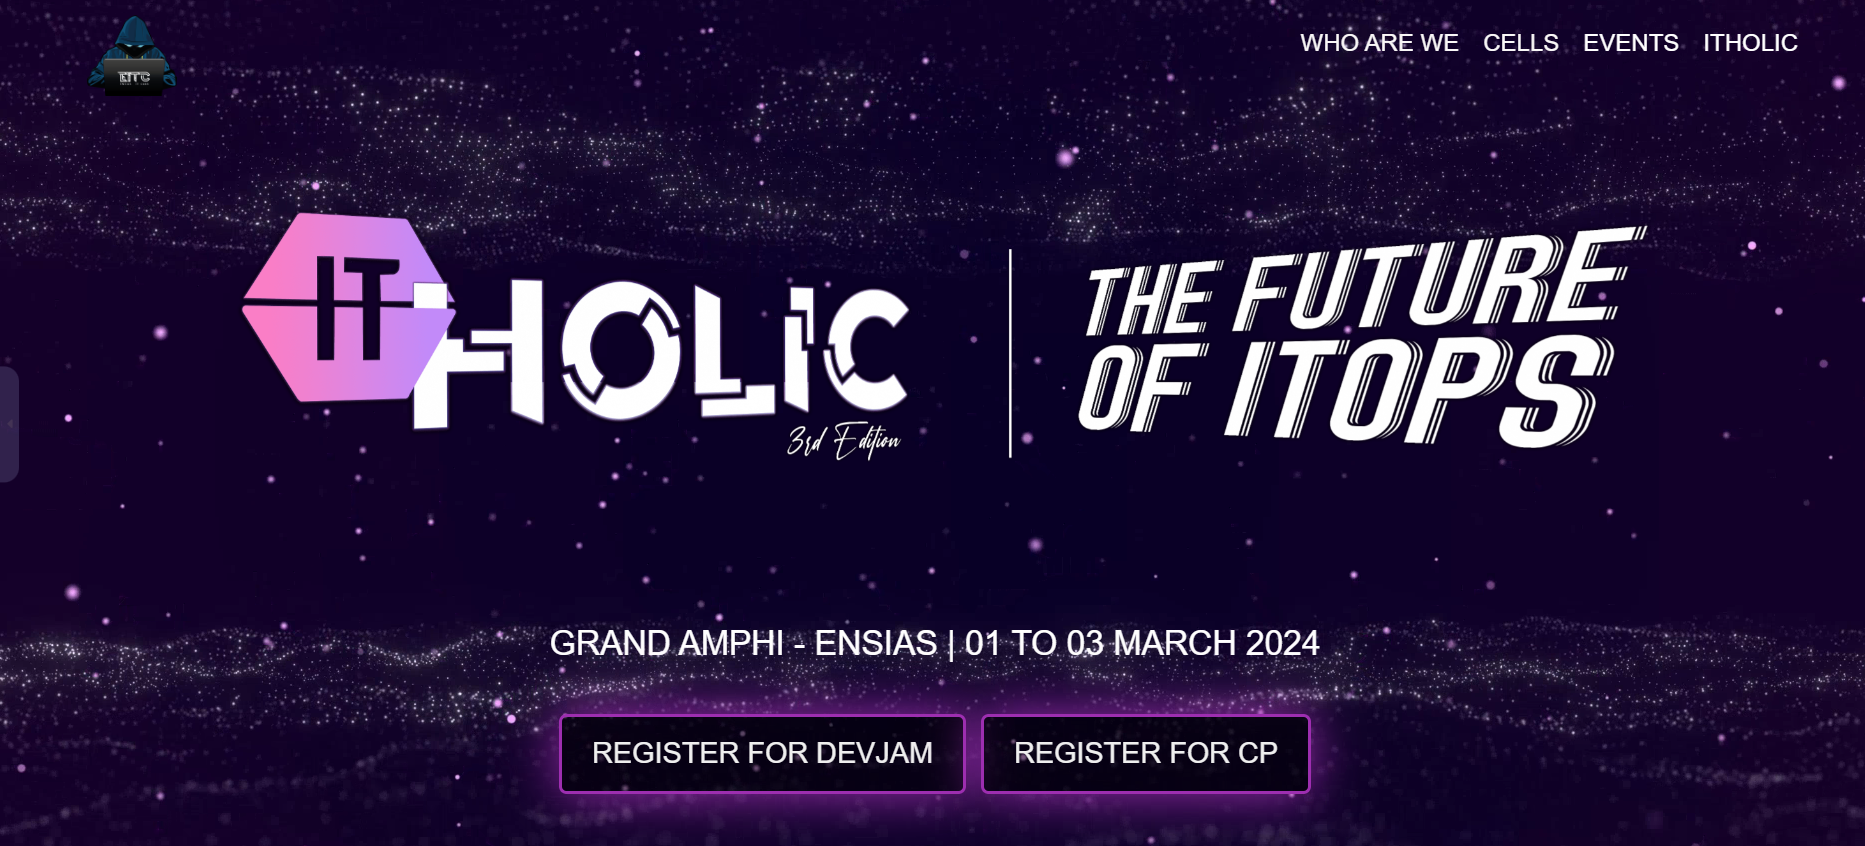 EITC
WHO ARE WE CELLS EVENTS ITHOLIC
IT HOLiC
3rd Edition
THE FUTURE
OF ITOPS
GRAND AMPHI - ENSIAS | 01 TO 03 MARCH 2024
REGISTER FOR DEVJAM REGISTER FOR CP